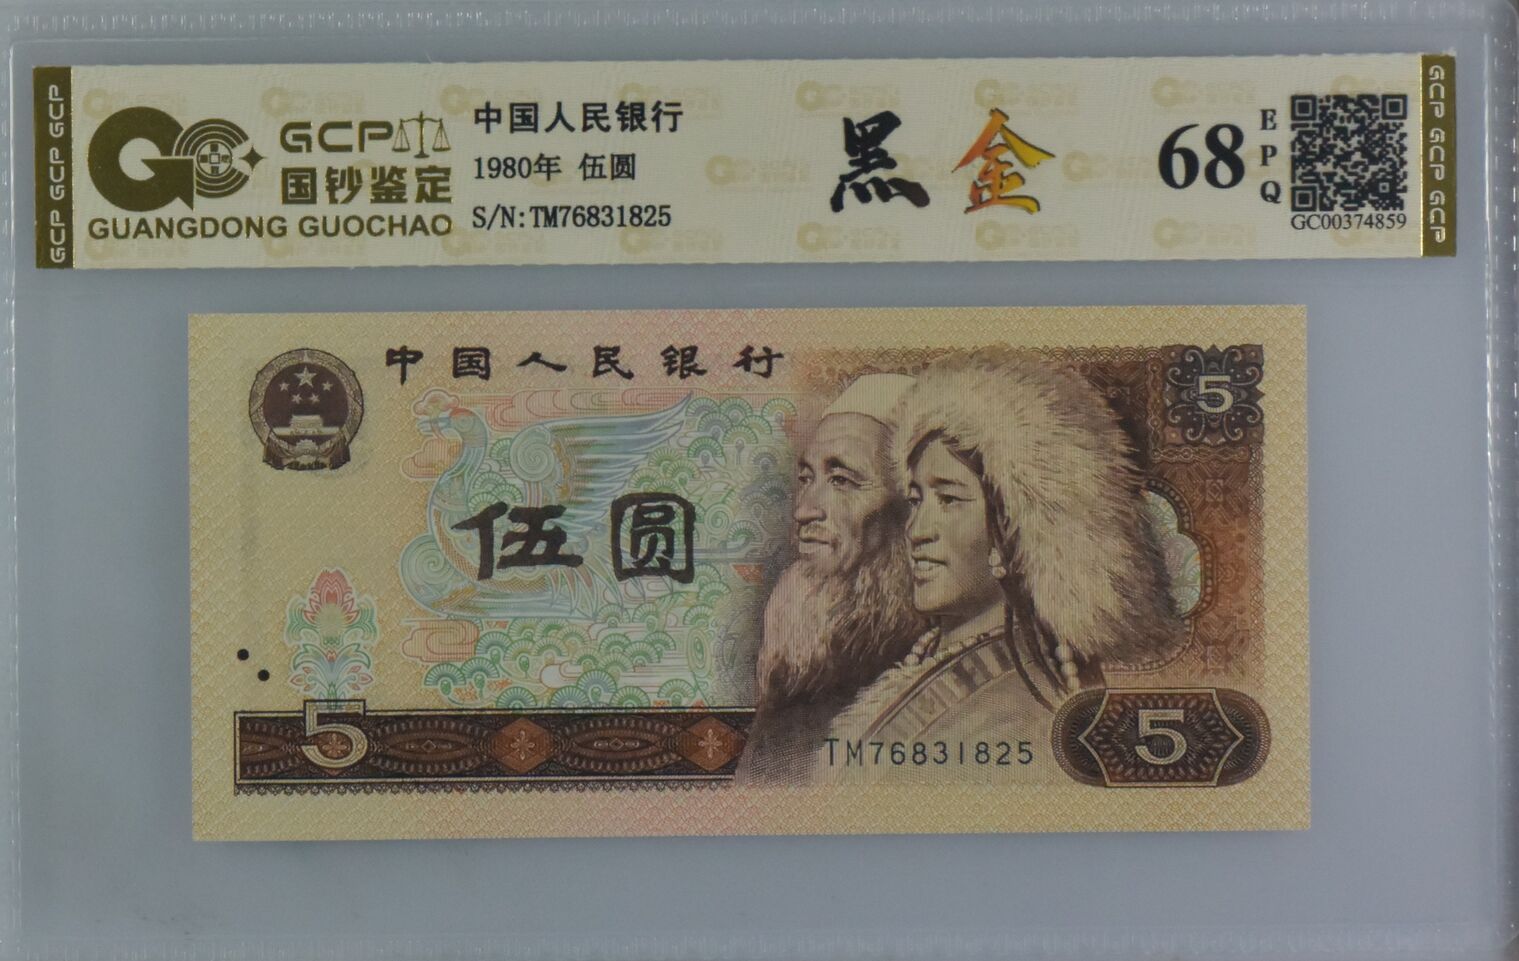 GCP GCP GCP
GCP
国钞鉴定
GUANGDONG GUOCHAO
中国人民银行
1980年 伍圆
S/N:TM76831825
黑金
68
EPQ
GC00374859
GCP GCP GCP
中国人民银行
5
伍圆
5
TM76831825
5